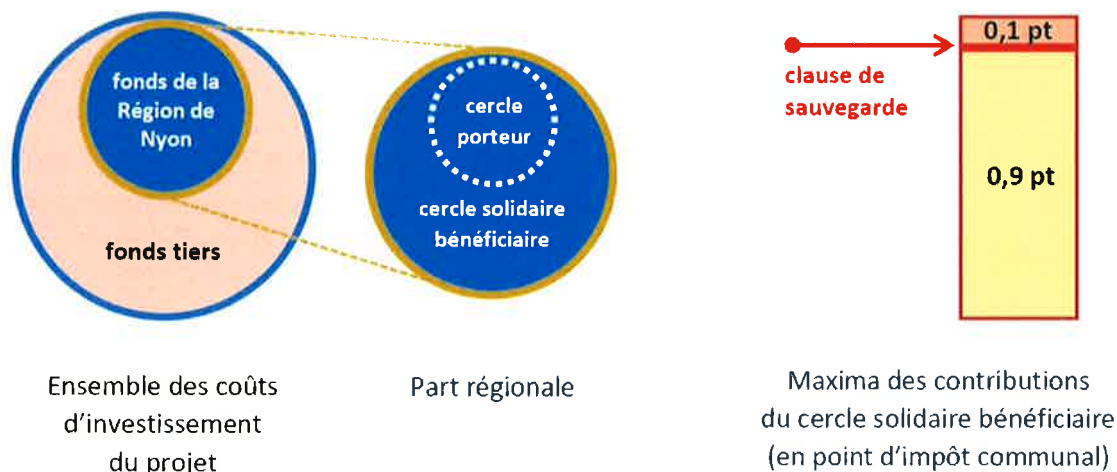 fonds de la
Région de
Nyon
fonds tiers
cercle
porteur
cercle solidaire
bénéficiaire
0,1 pt
clause de
sauvegarde
0,9 pt
Ensemble des coûts
d'investissement
du projet
Part régionale
Maxima des contributions
du cercle solidaire bénéficiaire
(en point d'impôt communal)